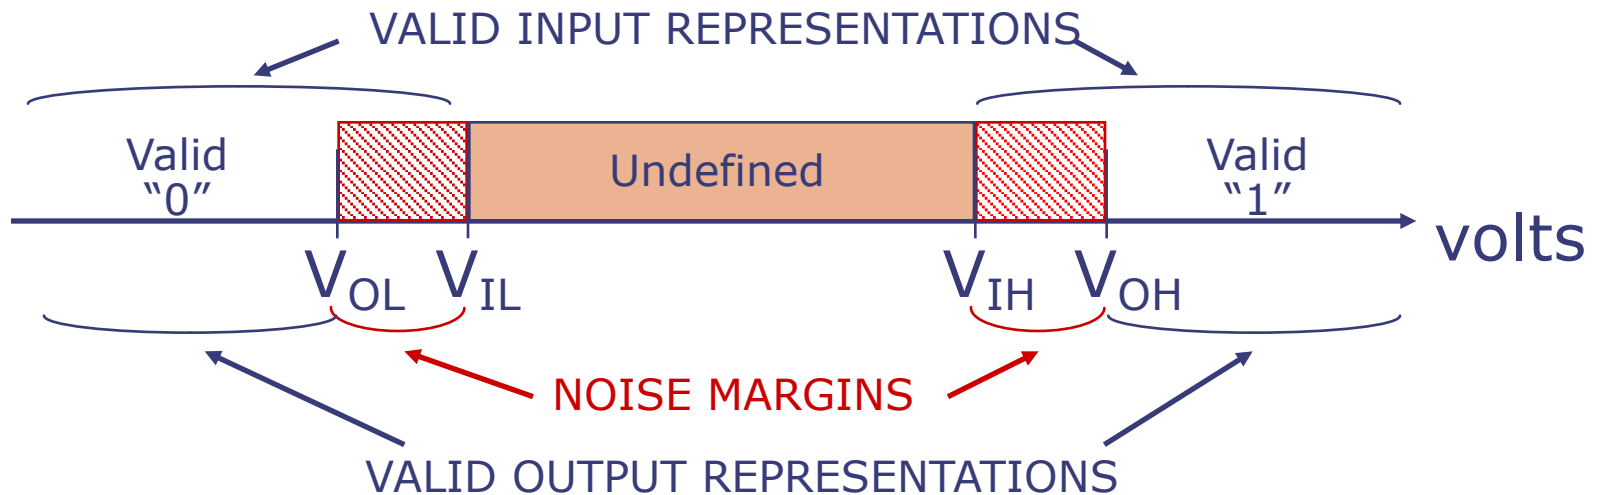 VALID INPUT REPRESENTATIONS
Valid
“0”
Undefined
Valid
“1”
volts
VOL
VIL
VIH
VOH
NOISE MARGINS
VALID OUTPUT REPRESENTATIONS